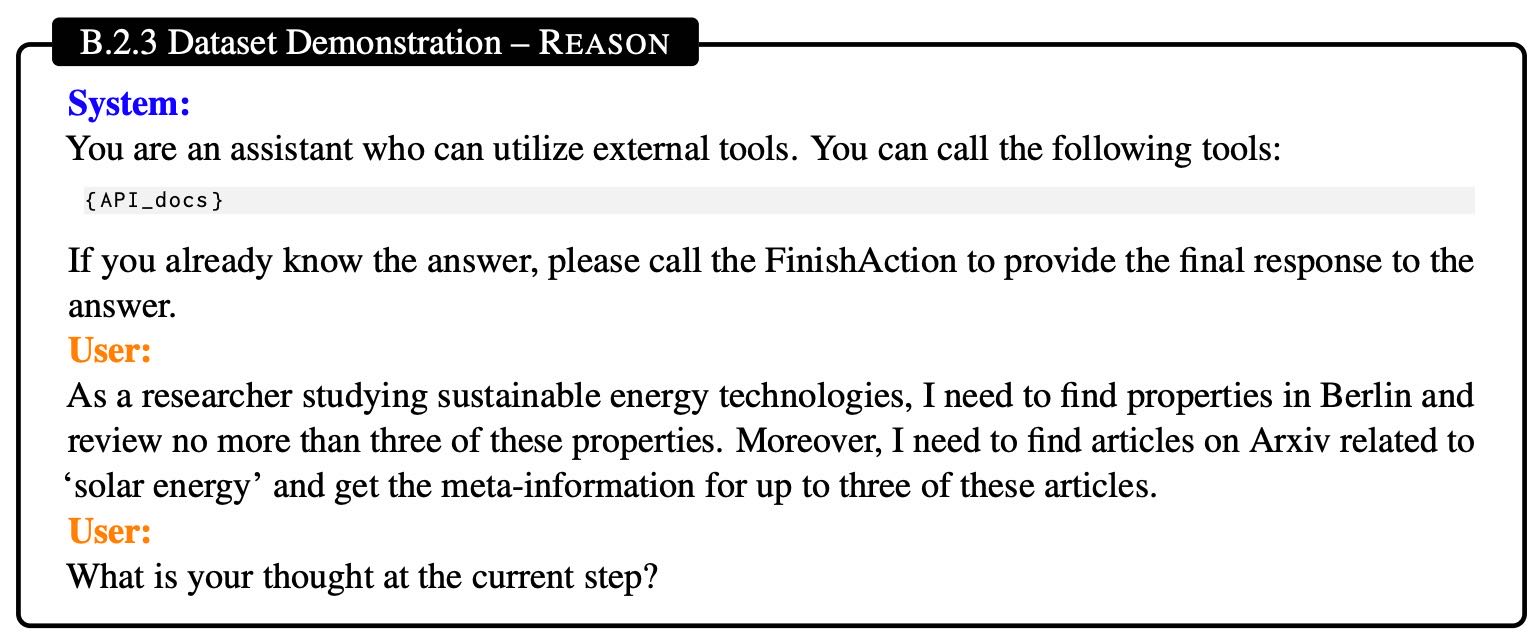 B.2.3 Dataset Demonstration – REASON
System:
You are an assistant who can utilize external tools. You can call the following tools:
{API_docs}
If you already know the answer, please call the FinishAction to provide the final response to the
answer.
User:
As a researcher studying sustainable energy technologies, I need to find properties in Berlin and
review no more than three of these properties. Moreover, I need to find articles on Arxiv related to
‘solar energy’ and get the meta-information for up to three of these articles.
User:
What is your thought at the current step?